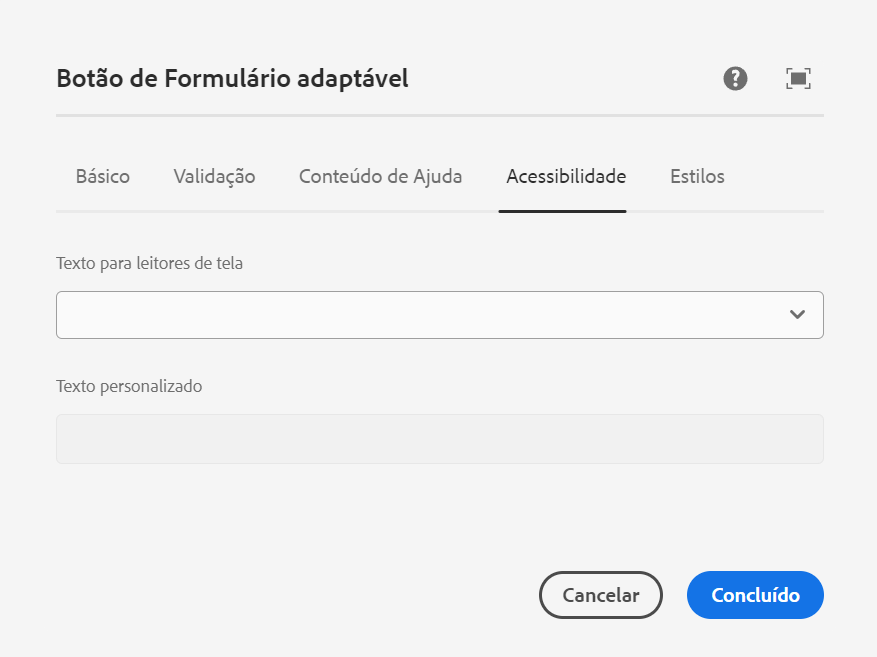 Botão de Formulário adaptável
Básico Validação Conteúdo de Ajuda Acessibilidade Estilos
Texto para leitores de tela
Texto personalizado
Cancelar Concluído